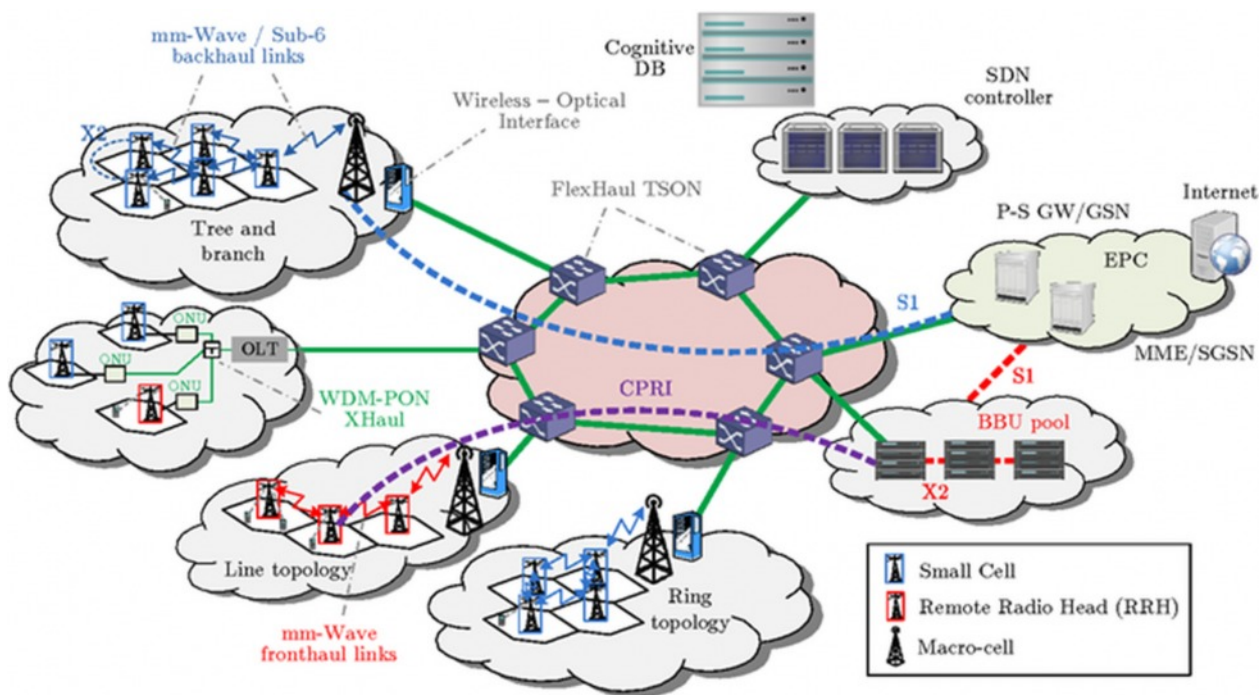 mm-Wave / Sub-6
backhaul links
Cognitive
DB
SDN
controller
X2
Wireless – Optical
Interface
FlexHaul TSON
Tree and
branch
P-S GW/GSN
Internet
EPC
S1
MME/SGSN
ONU
ONU
ONU
OLT
WDM-PON
XHaul
CPRI
S1
BBU pool
X2
Line topology
mm-Wave
fronthaul links
Ring
topology
Small Cell
Remote Radio Head (RRH)
Macro-cell